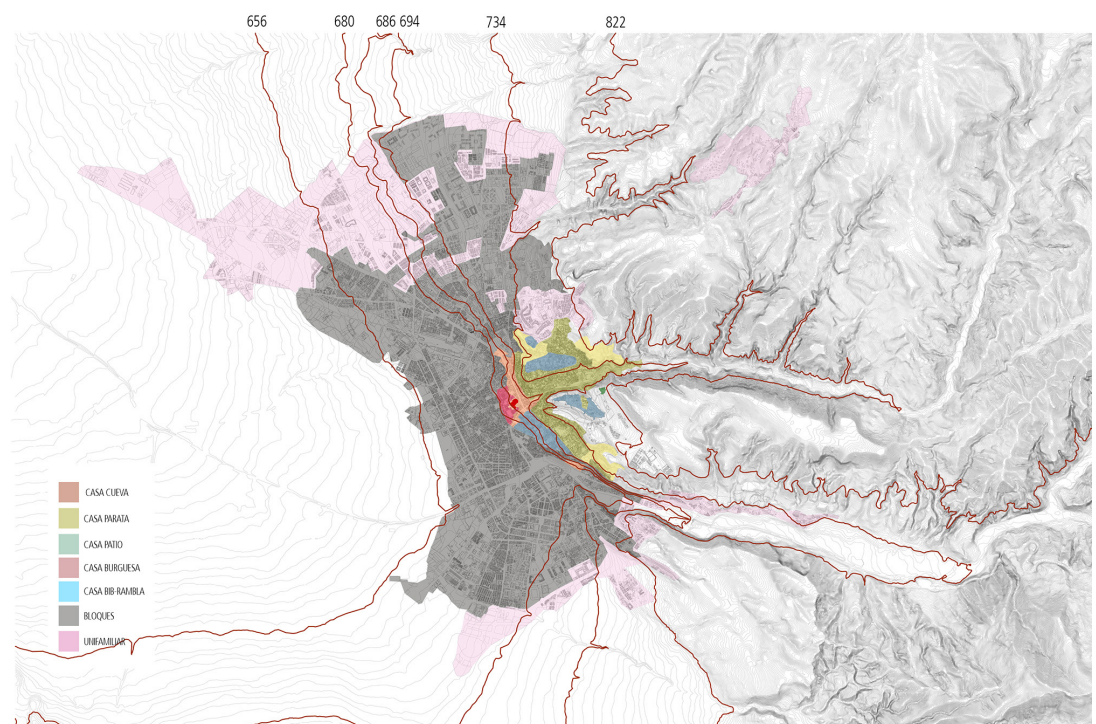 656 680 686 694 734 822
CASA CUEVA
CASA PARATA
CASA PATIO
CASA BURGUESA
CASA BIB-RAMBLA
BLOQUES
UNIFAMILIAR